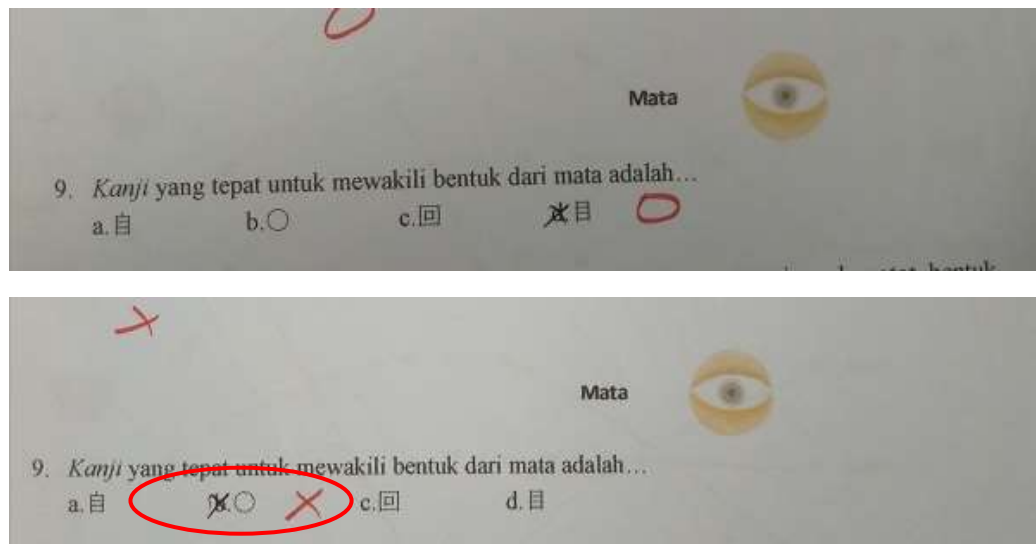 Mata
9. Kanji yang tepat untuk mewakili bentuk dari mata adalah...
a. 自 b.○ c.回 d. 目
bentuk
Mata
9. Kanji yang tepat untuk mewakili bentuk dari mata adalah...
a. 自 b.○ c.回 d. 目